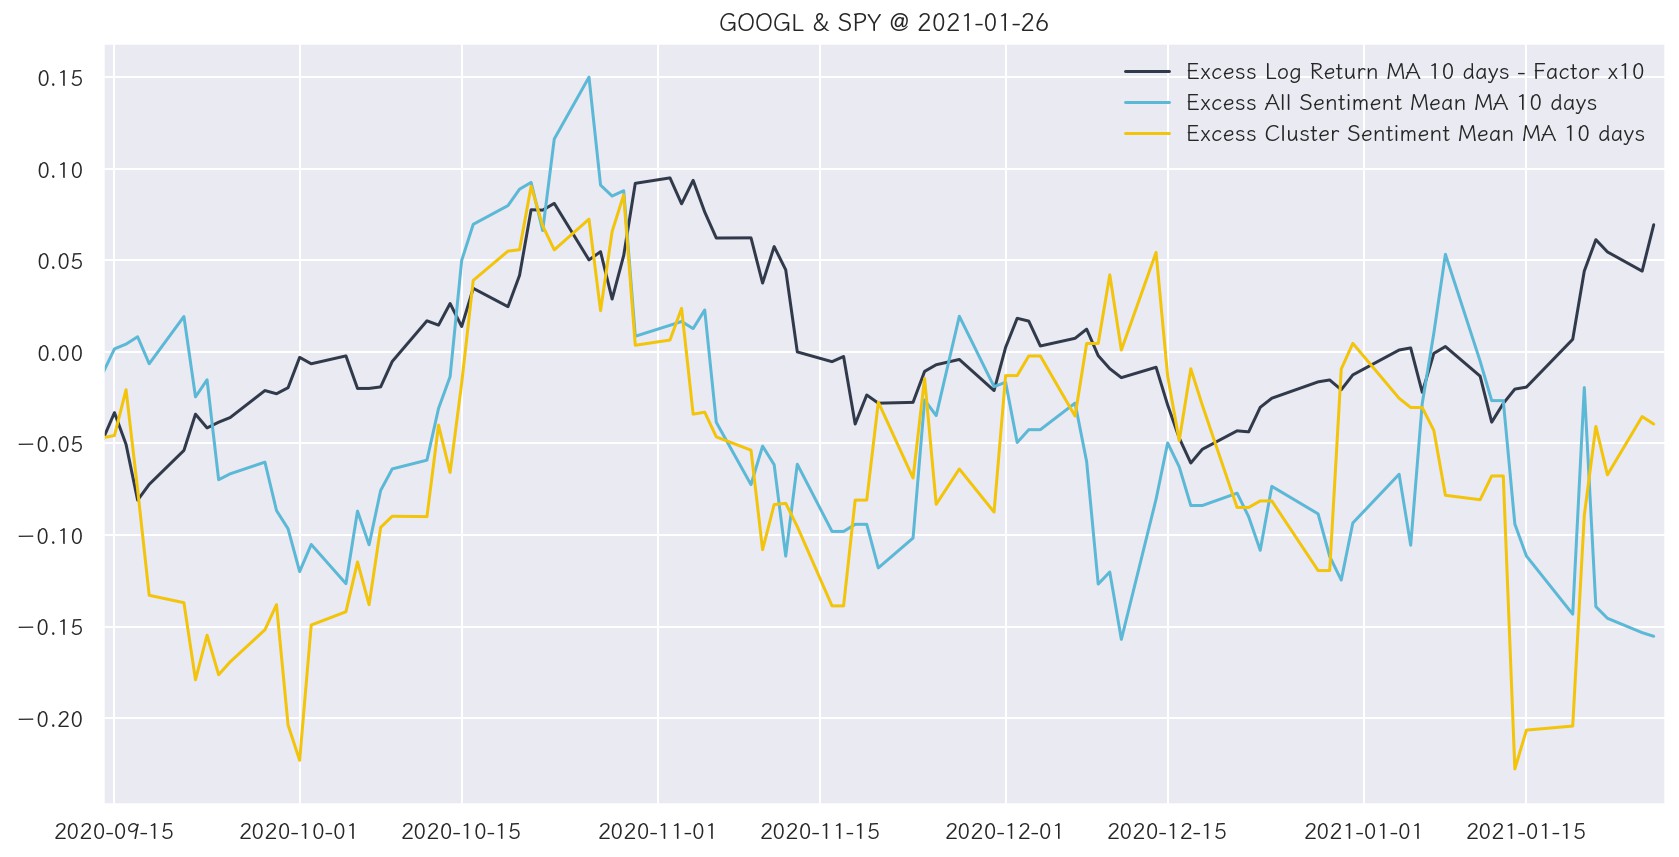 GOOGL & SPY @ 2021-01-26
Excess Log Return MA 10 days - Factor x10
Excess All Sentiment Mean MA 10 days
Excess Cluster Sentiment Mean MA 10 days
0.15
0.10
0.05
0.00
−0.05
−0.10
−0.15
−0.20
2020-09-15 2020-10-01 2020-10-15 2020-11-01 2020-11-15 2020-12-01 2020-12-15 2021-01-01 2021-01-15